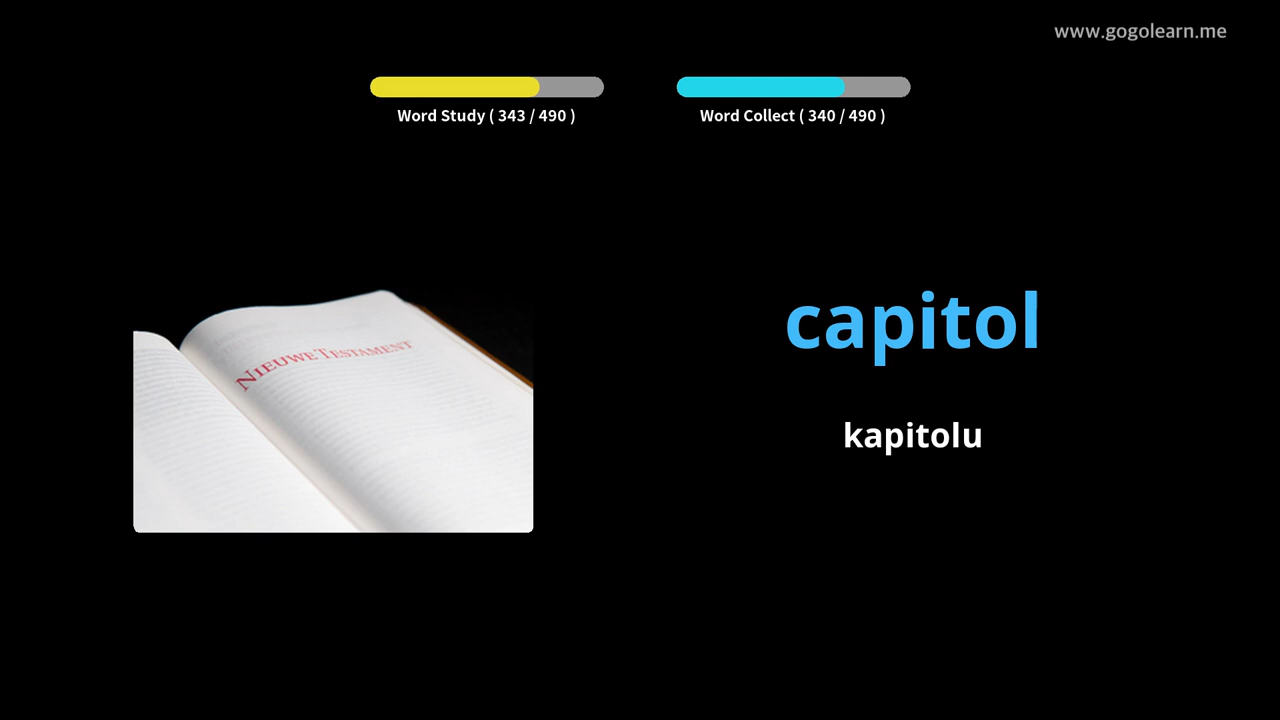 www.gogolearn.me
Word Study ( 343 / 490 )
Word Collect ( 340 / 490 )
NIEUWE TESTAMENT
capitol
kapitolu